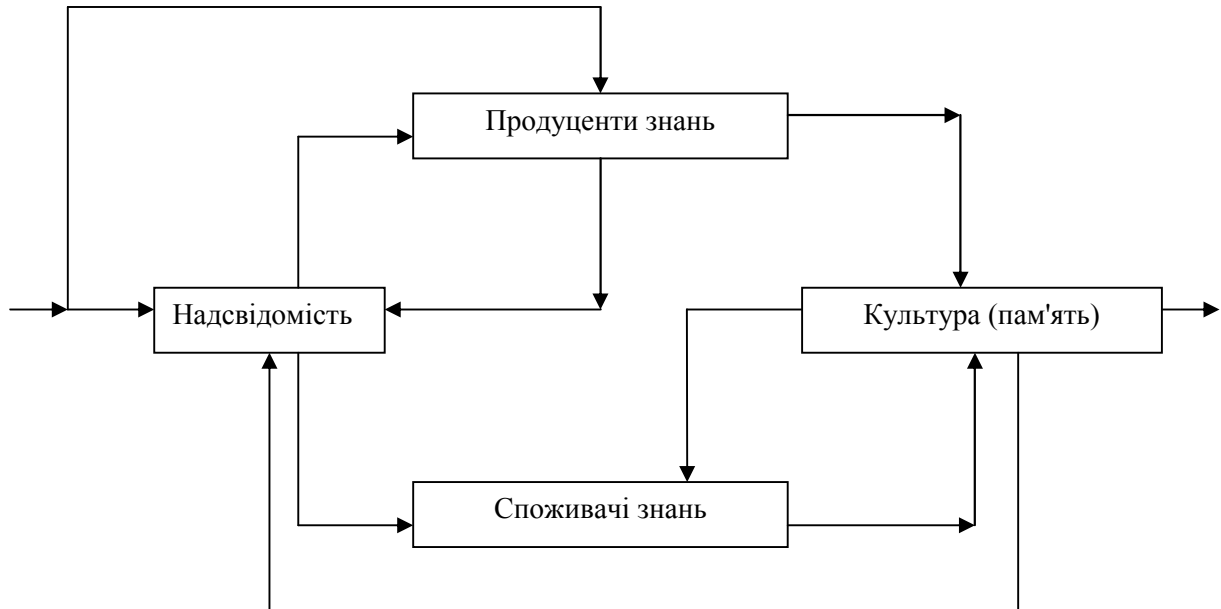 Продуценти знань
Надсвідомість
Культура (пам'ять)
Споживачі знань